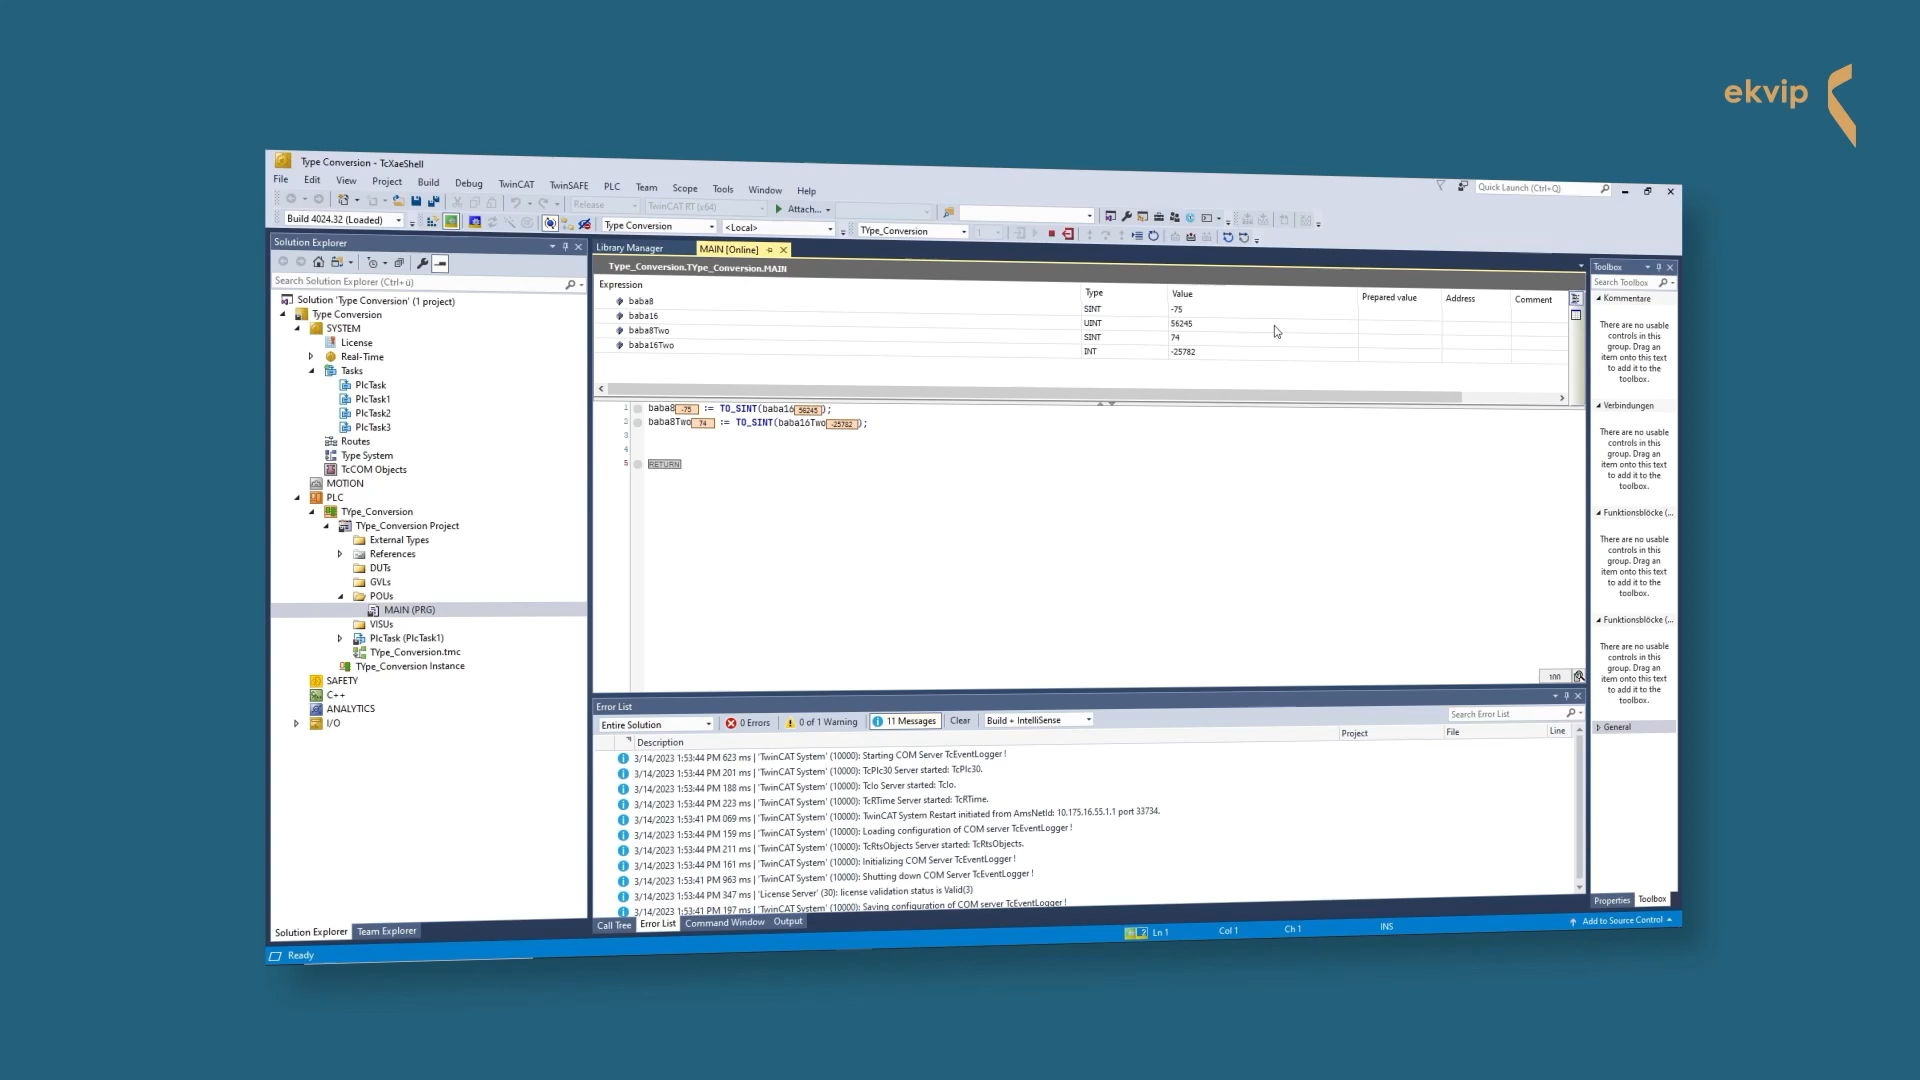 ekvip
Type Conversion - TcXaeShell
File Edit View Project Build Debug TwinCAT TwinSAFE PLC Team Scope Tools Window Help
Quick Launch (Ctrl+Q)
Release TwinCAT RT (x64) Attach...
Build 4024.32 (Loaded) Type Conversion <Local> TYpe_Conversion 1
Solution Explorer
Search Solution Explorer (Ctrl+ü)
Solution 'Type Conversion' (1 project)
Type Conversion
SYSTEM
License
Real-Time
Tasks
PlcTask
PlcTask1
PlcTask2
PlcTask3
Routes
Type System
TcCOM Objects
MOTION
PLC
TYpe_Conversion
TYpe_Conversion Project
External Types
References
DUTs
GVLs
POUs
MAIN (PRG)
VISUs
PlcTask (PlcTask1)
TYpe_Conversion.tmc
TYpe_Conversion Instance
SAFETY
C++
ANALYTICS
I/O
Solution Explorer Team Explorer
Library Manager MAIN [Online]
Type_Conversion.TYpe_Conversion.MAIN
Expression Type Value Prepared value Address Comment
baba8 SINT -75
baba16 UINT 56245
baba8Two SINT 74
baba16Two INT -25782
1 baba8 -75 := TO_SINT(baba16 56245 );
2 baba8Two 74 := TO_SINT(baba16Two -25782 );
3
4
5 RETURN
100
Error List
Entire Solution 0 Errors 0 of 1 Warning 11 Messages Clear Build + IntelliSense Search Error List
Description Project File Line
3/14/2023 1:53:44 PM 623 ms | 'TwinCAT System' (10000): Starting COM Server TcEventLogger !
3/14/2023 1:53:44 PM 201 ms | 'TwinCAT System' (10000): TcPlc30 Server started: TcPlc30.
3/14/2023 1:53:44 PM 188 ms | 'TwinCAT System' (10000): TcIo Server started: TcIo.
3/14/2023 1:53:44 PM 223 ms | 'TwinCAT System' (10000): TcRTime Server started: TcRTime.
3/14/2023 1:53:41 PM 069 ms | 'TwinCAT System' (10000): TwinCAT System Restart initiated from AmsNetId: 10.175.16.55.1.1 port 33734.
3/14/2023 1:53:44 PM 159 ms | 'TwinCAT System' (10000): Loading configuration of COM server TcEventLogger !
3/14/2023 1:53:44 PM 211 ms | 'TwinCAT System' (10000): TcRtsObjects Server started: TcRtsObjects.
3/14/2023 1:53:44 PM 161 ms | 'TwinCAT System' (10000): Initializing COM Server TcEventLogger !
3/14/2023 1:53:41 PM 963 ms | 'TwinCAT System' (10000): Shutting down COM Server TcEventLogger !
3/14/2023 1:53:44 PM 347 ms | 'License Server' (30): license validation status is Valid(3)
3/14/2023 1:53:41 PM 197 ms | 'TwinCAT System' (10000): Saving configuration of COM server TcEventLogger !
Call Tree Error List Command Window Output
Toolbox
Search Toolbox
Kommentare
There are no usable
controls in this
group. Drag an
item onto this text
to add it to the
toolbox.
Verbindungen
There are no usable
controls in this
group. Drag an
item onto this text
to add it to the
toolbox.
Funktionsblöcke (...
There are no usable
controls in this
group. Drag an
item onto this text
to add it to the
toolbox.
Funktionsblöcke (...
There are no usable
controls in this
group. Drag an
item onto this text
to add it to the
toolbox.
General
Properties Toolbox
Ready Ln 1 Col 1 Ch 1 INS Add to Source Control